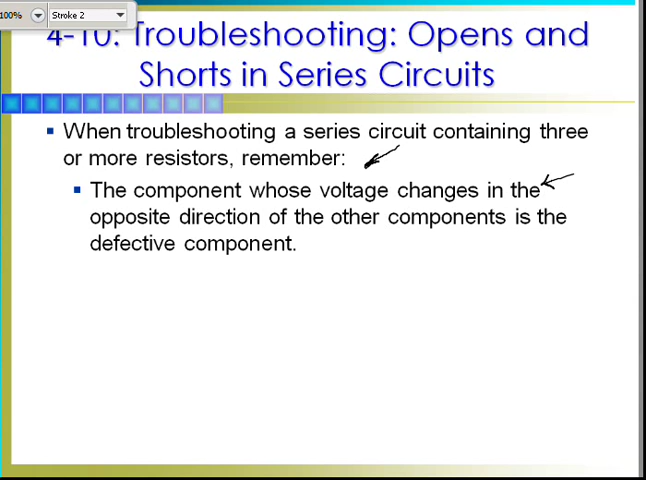 100%
Stroke 2
4-10: Troubleshooting: Opens and
Shorts in Series Circuits
When troubleshooting a series circuit containing three
or more resistors, remember:
The component whose voltage changes in the
opposite direction of the other components is the
defective component.